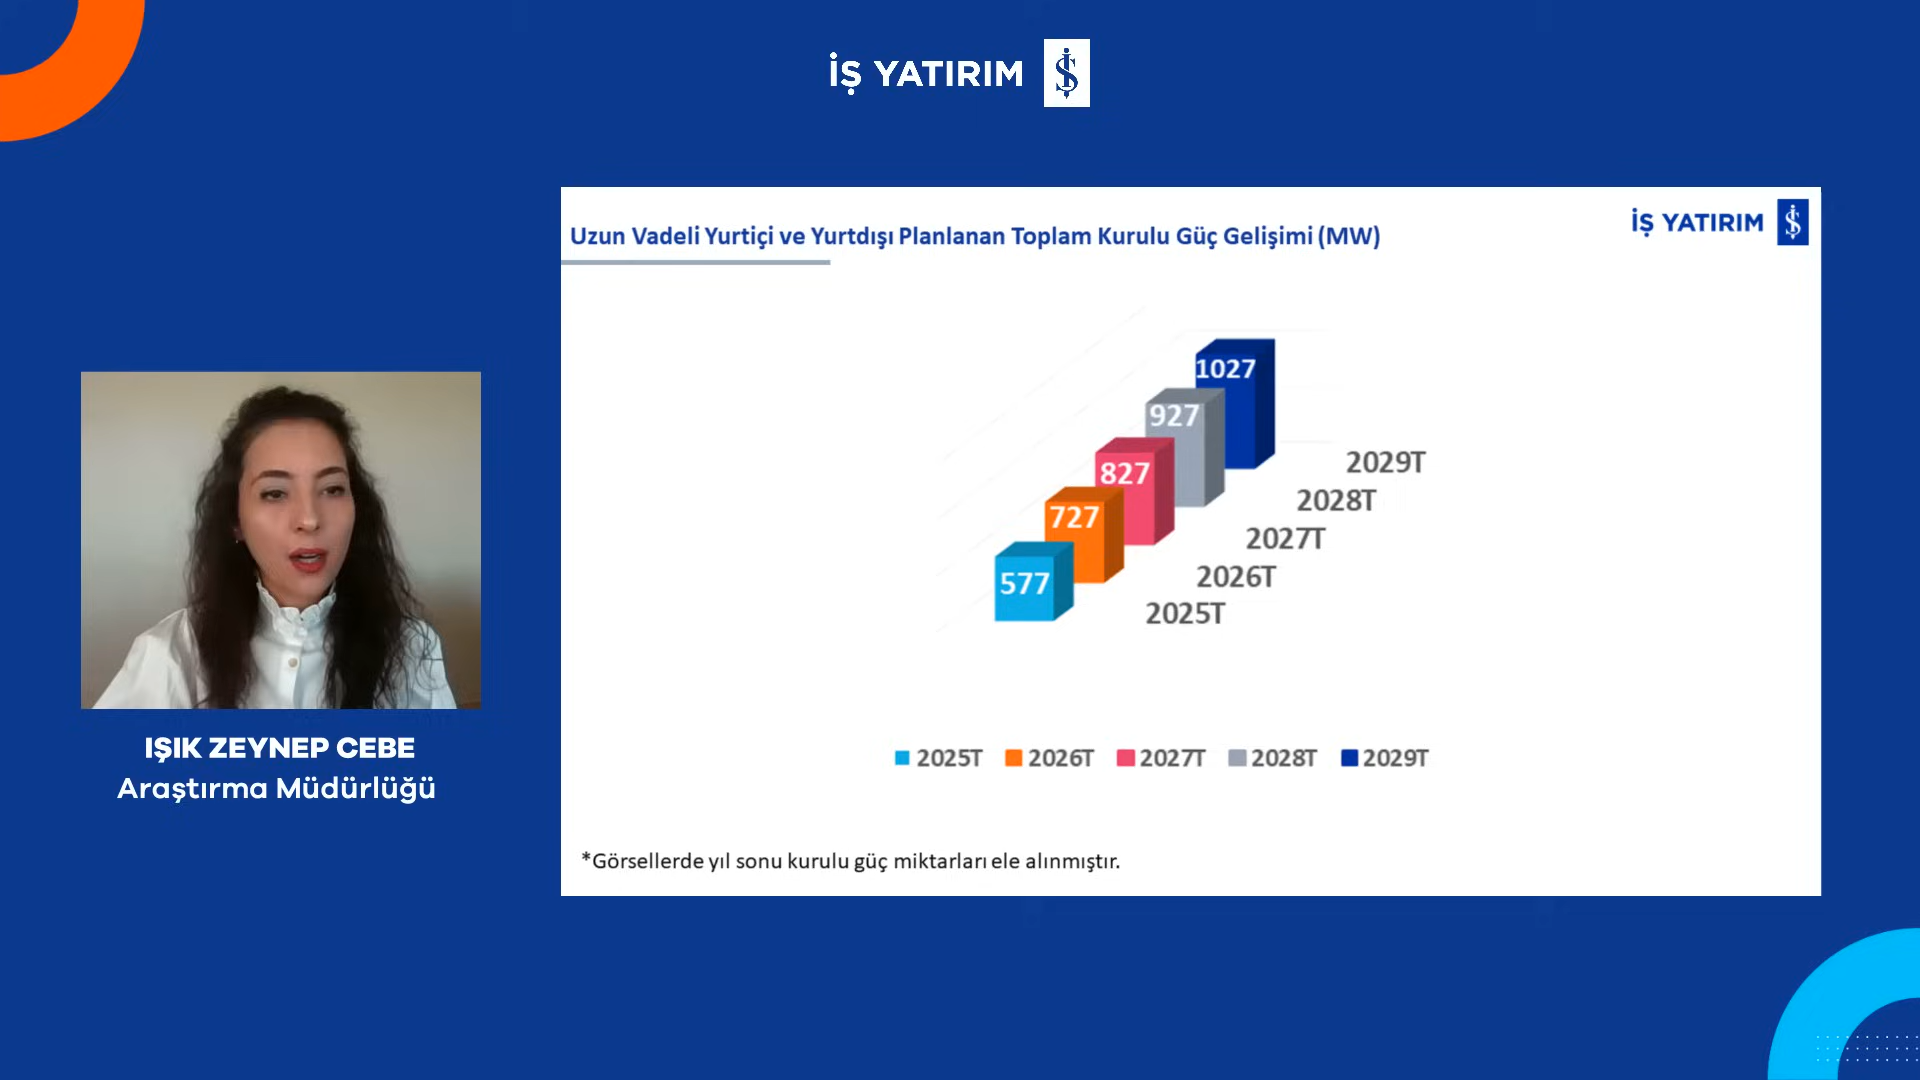 İŞ YATIRIM
İŞ YATIRIM
Uzun Vadeli Yurtiçi ve Yurtdışı Planlanan Toplam Kurulu Güç Gelişimi (MW)
1027
927
827
727
577
2029T
2028T
2027T
2026T
2025T
2025T 2026T 2027T 2028T 2029T
*Görsellerde yıl sonu kurulu güç miktarları ele alınmıştır.
IŞIK ZEYNEP CEBE
Araştırma Müdürlüğü